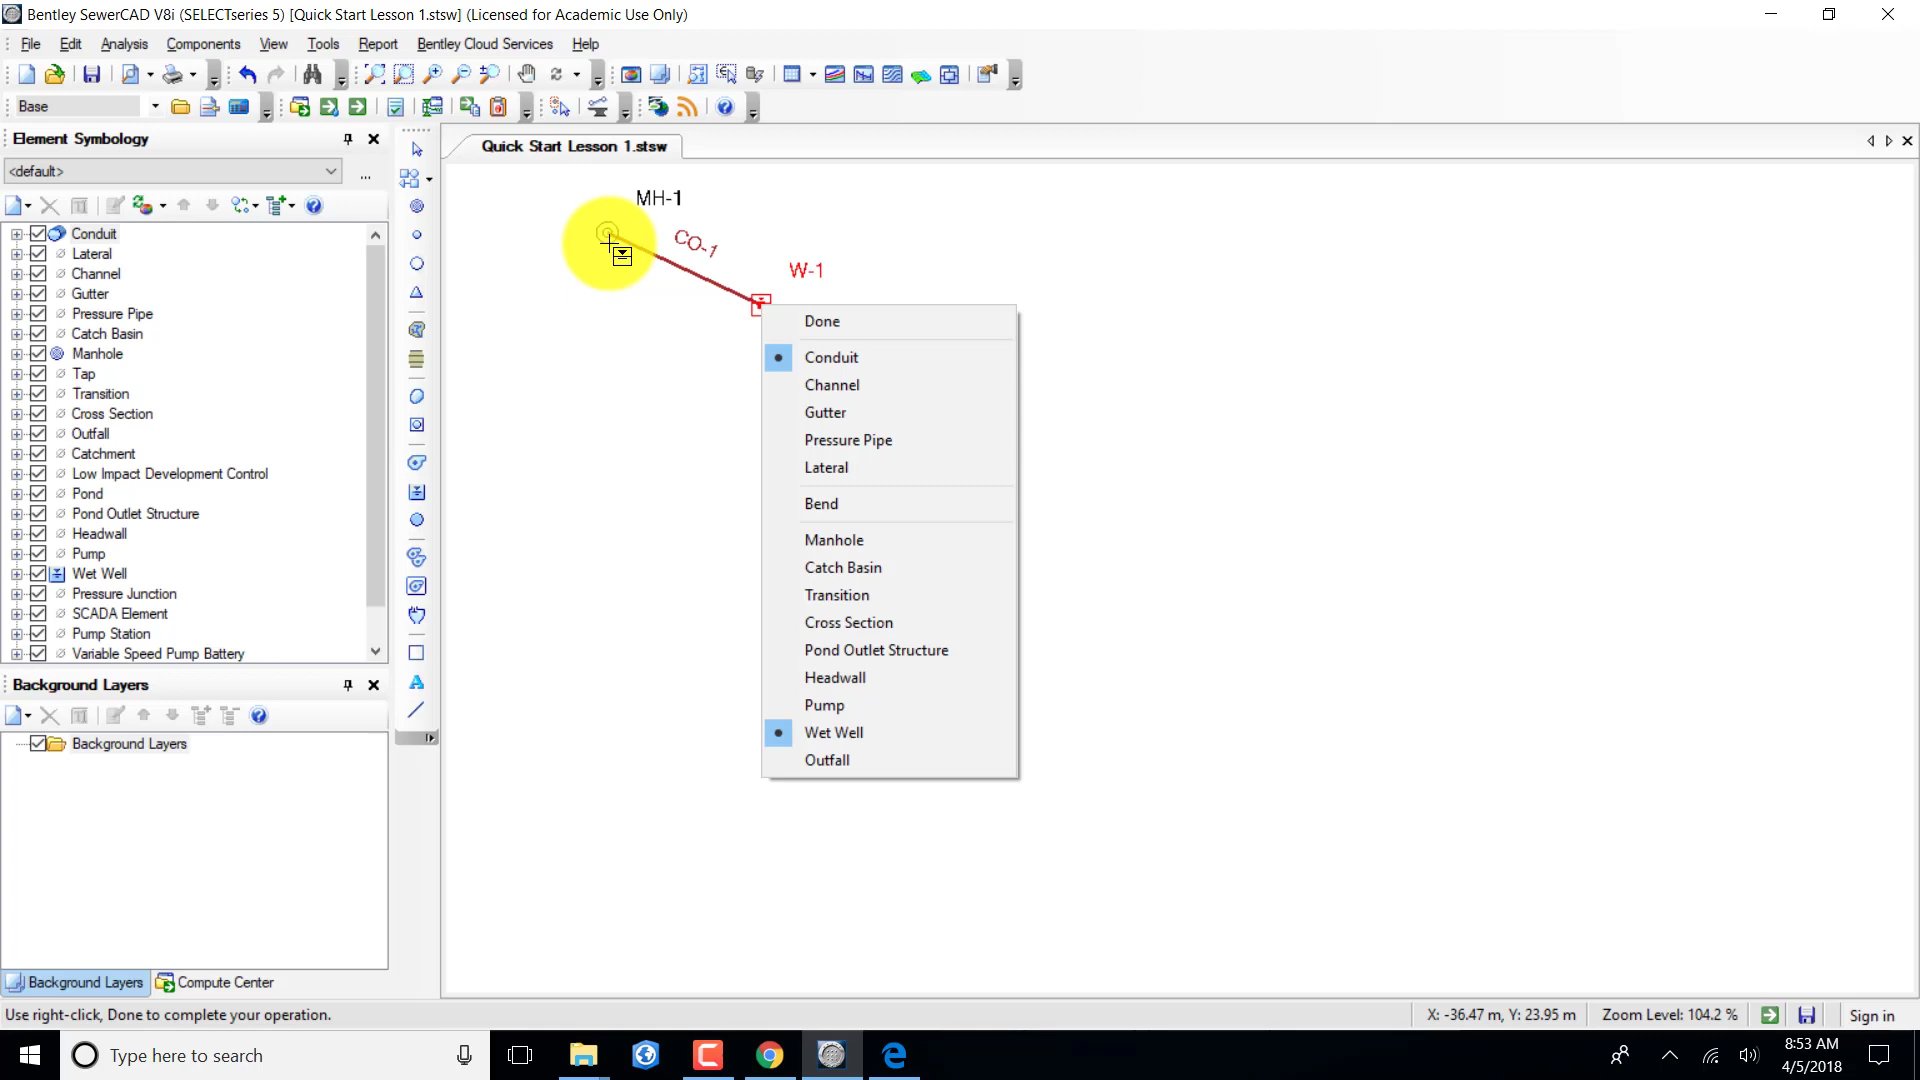 Bentley SewerCAD V8i (SELECTseries 5) [Quick Start Lesson 1.stsw] (Licensed for Academic Use Only)
File Edit Analysis Components View Tools Report Bentley Cloud Services Help
Base
Element Symbology
<default>
...
Conduit
Lateral
Channel
Gutter
Pressure Pipe
Catch Basin
Manhole
Tap
Transition
Cross Section
Outfall
Catchment
Low Impact Development Control
Pond
Pond Outlet Structure
Headwall
Pump
Wet Well
Pressure Junction
SCADA Element
Pump Station
Variable Speed Pump Battery
Background Layers
Background Layers
Background Layers Compute Center
Quick Start Lesson 1.stsw
MH-1
CO-1
W-1
Done
Conduit
Channel
Gutter
Pressure Pipe
Lateral
Bend
Manhole
Catch Basin
Transition
Cross Section
Pond Outlet Structure
Headwall
Pump
Wet Well
Outfall
Use right-click, Done to complete your operation.
X: -36.47 m, Y: 23.95 m Zoom Level: 104.2 % Sign in
Type here to search
8:53 AM
4/5/2018